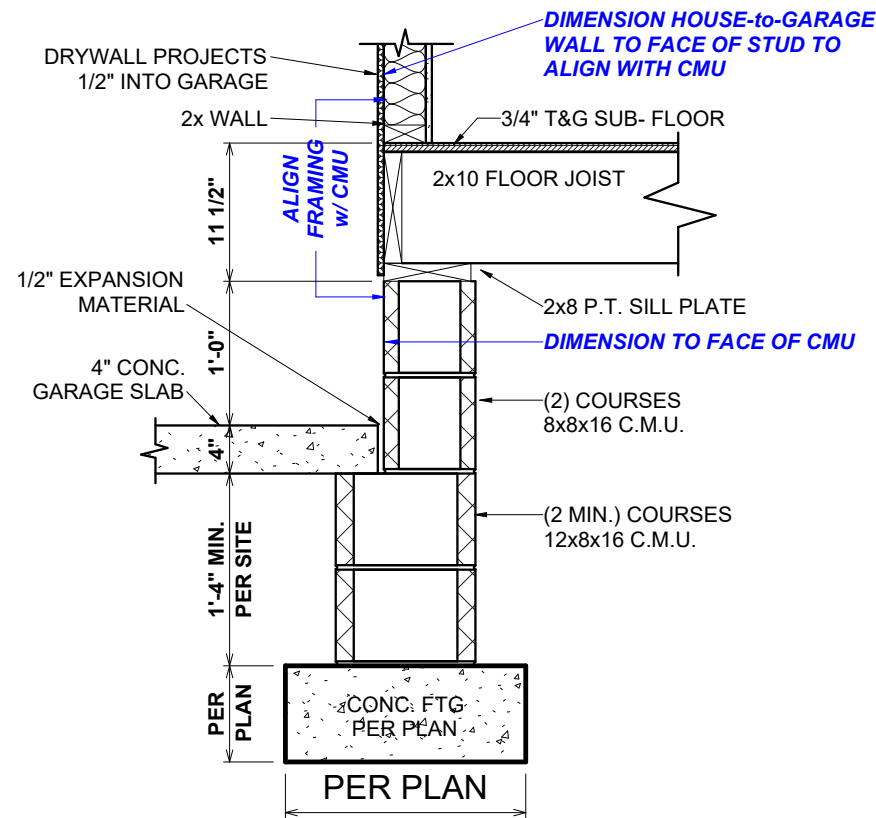 DIMENSION HOUSE-to-GARAGE
WALL TO FACE OF STUD TO
ALIGN WITH CMU
DRYWALL PROJECTS
1/2" INTO GARAGE
2x WALL
3/4" T&G SUB- FLOOR
ALIGN
FRAMING
w/ CMU
2x10 FLOOR JOIST
11 1/2"
1/2" EXPANSION
MATERIAL
2x8 P.T. SILL PLATE
1'-0"
DIMENSION TO FACE OF CMU
4" CONC.
GARAGE SLAB
(2) COURSES
8x8x16 C.M.U.
4"
(2 MIN.) COURSES
12x8x16 C.M.U.
1'-4" MIN.
PER SITE
PER
PLAN
CONC. FTG
PER PLAN
PER PLAN